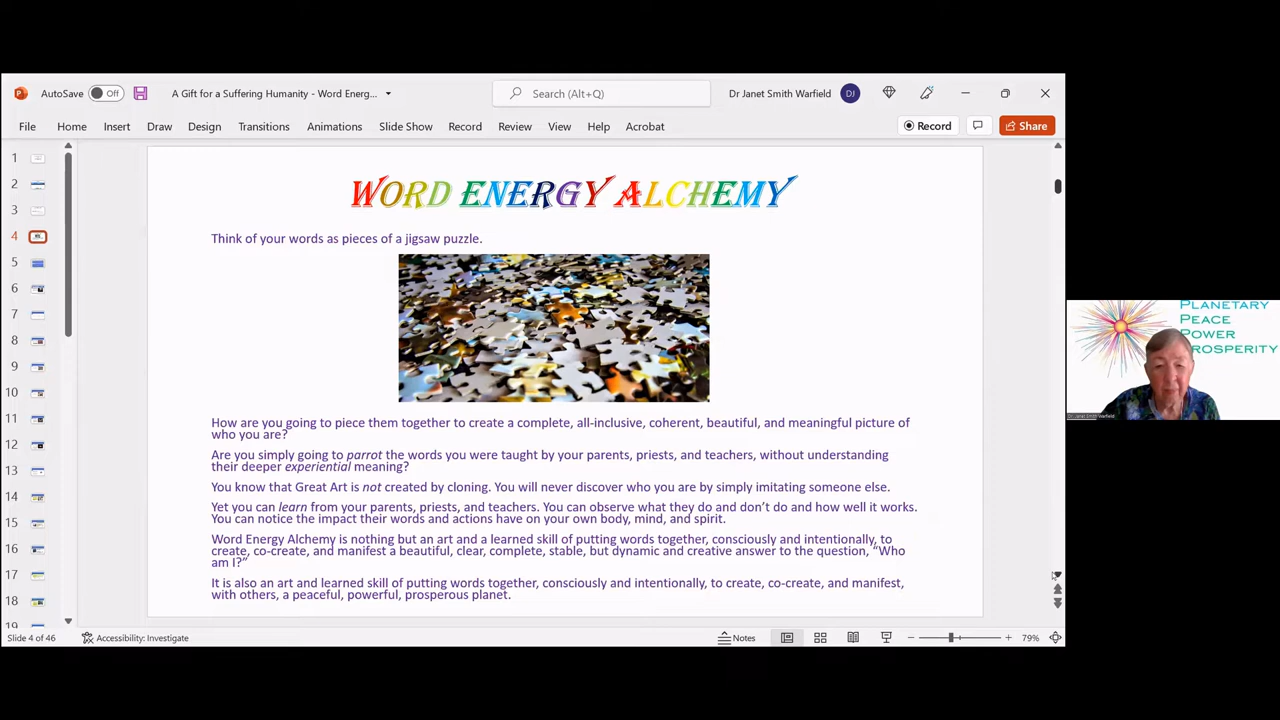 AutoSave Off
A Gift for a Suffering Humanity - Word Energ...
Search (Alt+Q)
Dr Janet Smith Warfield DJ
File Home Insert Draw Design Transitions Animations Slide Show Record Review View Help Acrobat
Record
Share
1
2
3
4
5
6
7
8
9
10
11
12
13
14
15
16
17
18
19
WORD ENERGY ALCHEMY
Think of your words as pieces of a jigsaw puzzle.
How are you going to piece them together to create a complete, all-inclusive, coherent, beautiful, and meaningful picture of
who you are?
Are you simply going to parrot the words you were taught by your parents, priests, and teachers, without understanding
their deeper experiential meaning?
You know that Great Art is not created by cloning. You will never discover who you are by simply imitating someone else.
Yet you can learn from your parents, priests, and teachers. You can observe what they do and don't do and how well it works.
You can notice the impact their words and actions have on your own body, mind, and spirit.
Word Energy Alchemy is nothing but an art and a learned skill of putting words together, consciously and intentionally, to
create, co-create, and manifest a beautiful, clear, complete, stable, but dynamic and creative answer to the question, “Who
am I?”
It is also an art and learned skill of putting words together, consciously and intentionally, to create, co-create, and manifest,
with others, a peaceful, powerful, prosperous planet.
Slide 4 of 46
Accessibility: Investigate
Notes
79%
PLANETARY
PEACE
POWER
PROSPERITY
Dr. Janet Smith Warfield